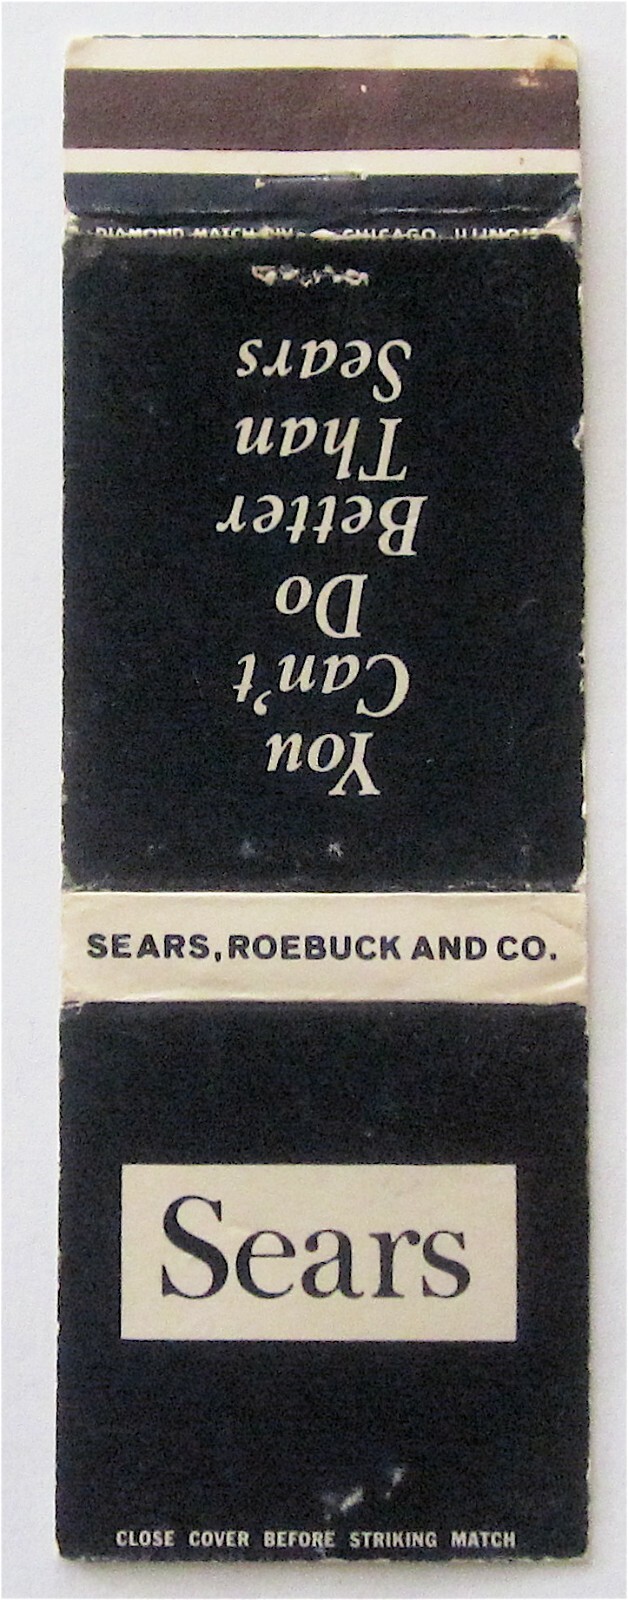 DIAMOND MATCH DIV. CHICAGO, ILLINOIS
You
Can't
Do
Better
Than
Sears
SEARS, ROEBUCK AND CO.
Sears
CLOSE COVER BEFORE STRIKING MATCH